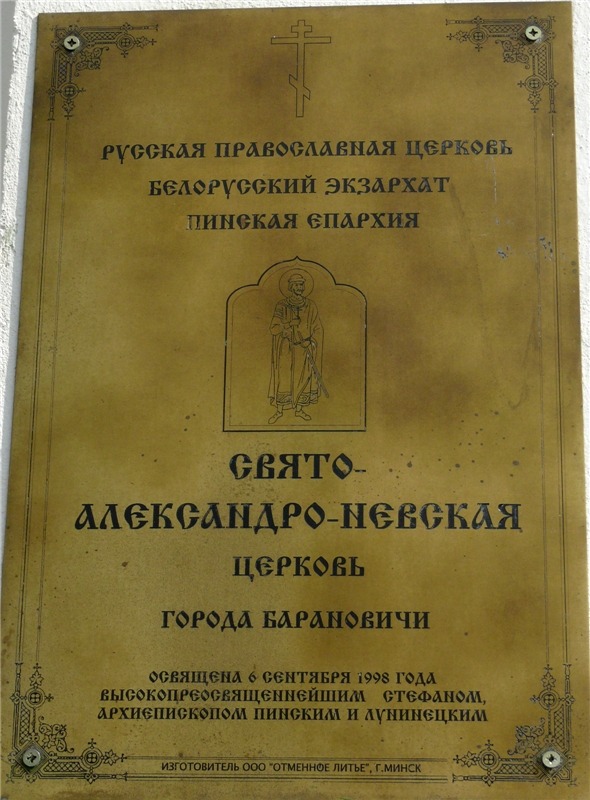 РУССКАЯ ПРАВОСЛАВНАЯ ЦЕРКОВЬ
БЕЛОРУССКИЙ ЭКЗАРХАТ
ПИНСКАЯ ЕПАРХИЯ
СВЯТО-
АЛЕКСАНДРО-НЕВСКАЯ
ЦЕРКОВЬ
ГОРОДА БАРАНОВИЧИ
ОСВЯЩЕНА 6 СЕНТЯБРЯ 1998 ГОДА
ВЫСОКОПРЕОСВЯЩЕННЕЙШИМ СТЕФАНОМ,
АРХИЕПИСКОПОМ ПИНСКИМ И ЛУНИНЕЦКИМ
ИЗГОТОВИТЕЛЬ ООО "ОТМЕННОЕ ЛИТЬЕ", Г.МИНСК